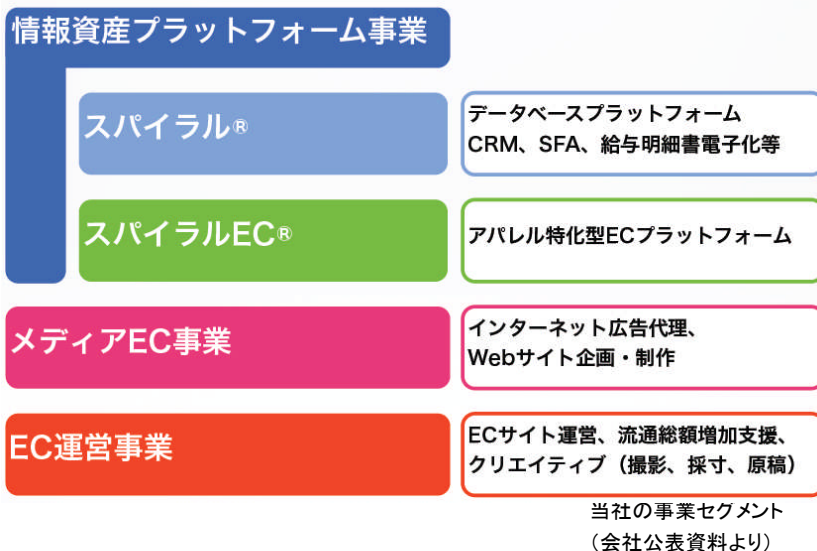 情報資産プラットフォーム事業
スパイラル®
データベースプラットフォーム
CRM、SFA、給与明細書電子化等
スパイラルEC®
アパレル特化型ECプラットフォーム
メディアEC事業
インターネット広告代理、
Webサイト企画・制作
EC運営事業
ECサイト運営、流通総額増加支援、
クリエイティブ（撮影、採寸、原稿）
当社の事業セグメント
（会社公表資料より）